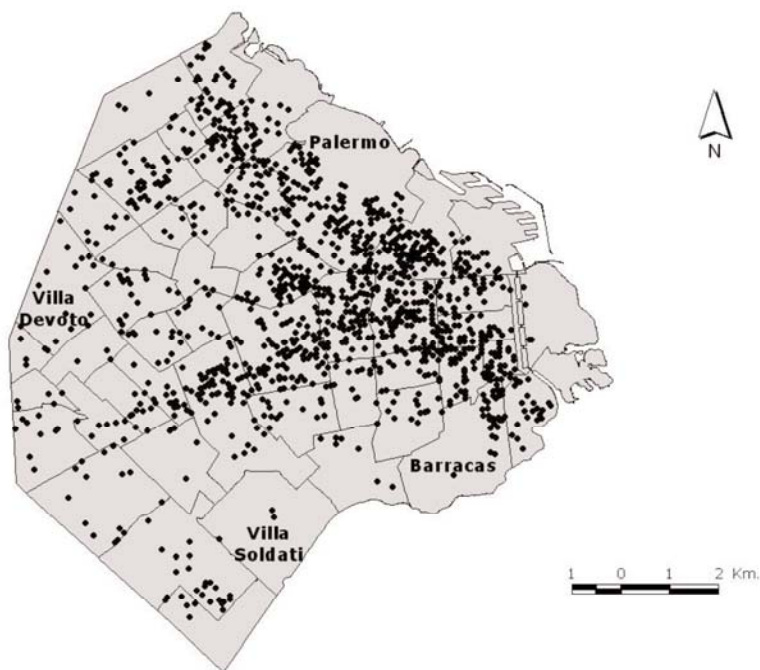 Palermo
N
Villa
Devoto
Barracas
Villa
Soldati
1 0 1 2 Km.